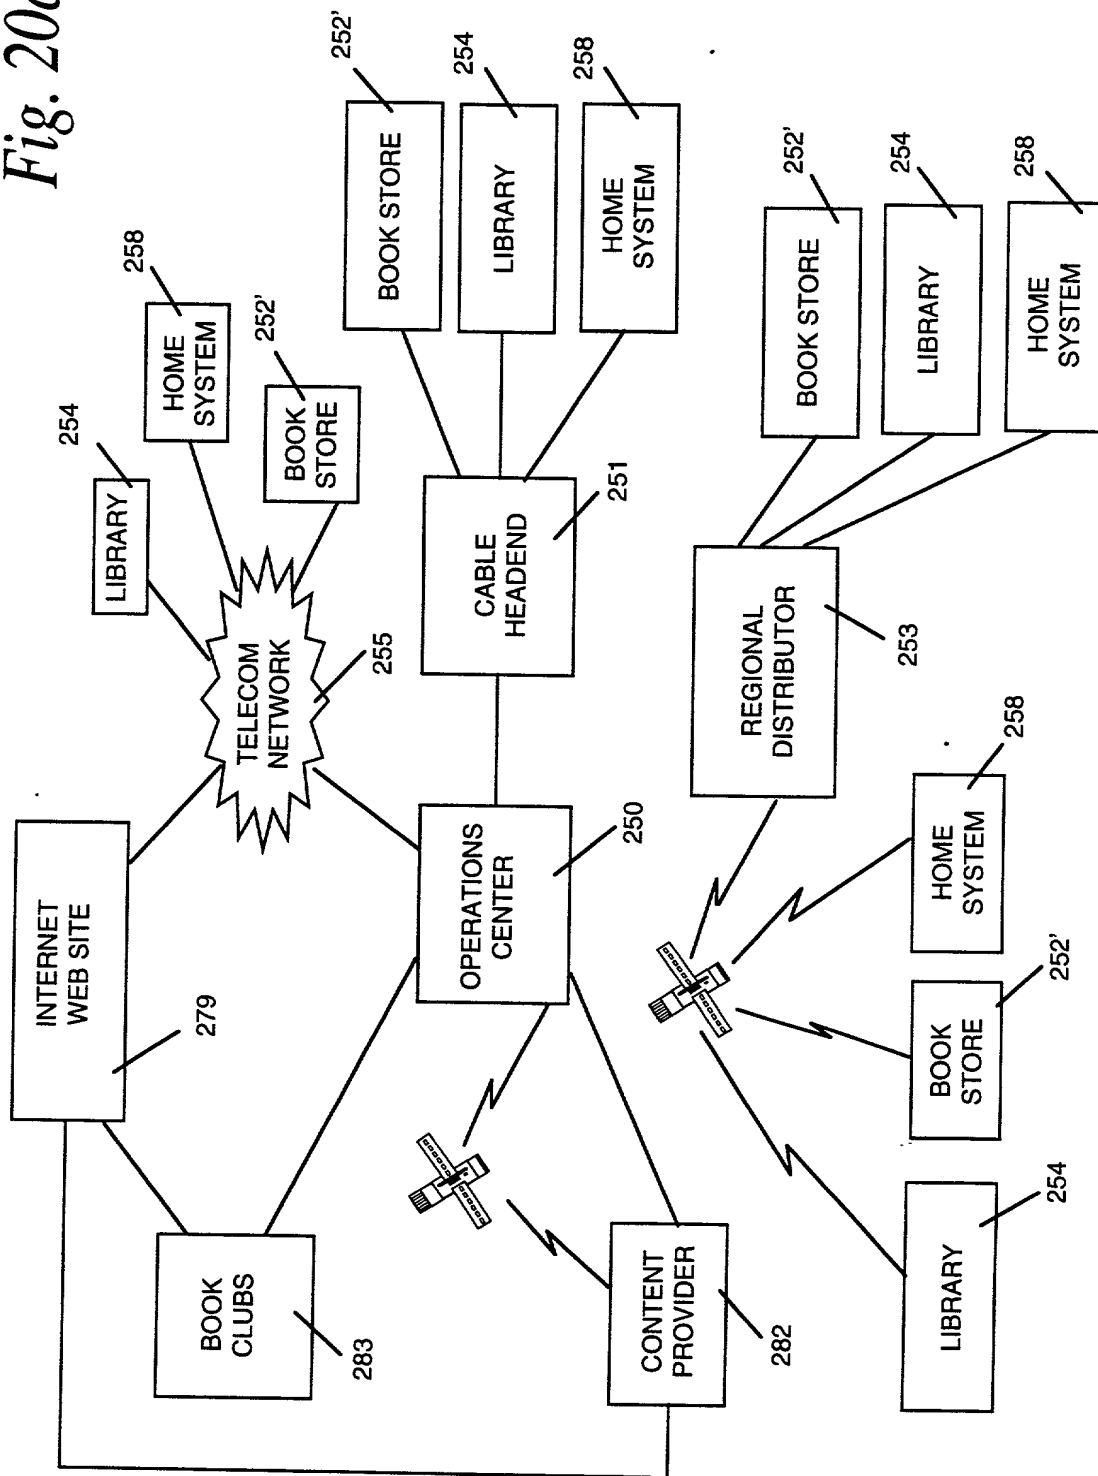 Fig. 20
INTERNET
WEB SITE
279
LIBRARY
254
HOME
SYSTEM
258
BOOK
STORE
252'
TELECOM
NETWORK
255
BOOK
CLUBS
283
BOOK STORE
252'
LIBRARY
254
HOME
SYSTEM
258
CABLE
HEADEND
251
OPERATIONS
CENTER
250
CONTENT
PROVIDER
282
REGIONAL
DISTRIBUTOR
253
BOOK STORE
252'
LIBRARY
254
HOME
SYSTEM
258
LIBRARY
254
BOOK
STORE
252'
HOME
SYSTEM
258